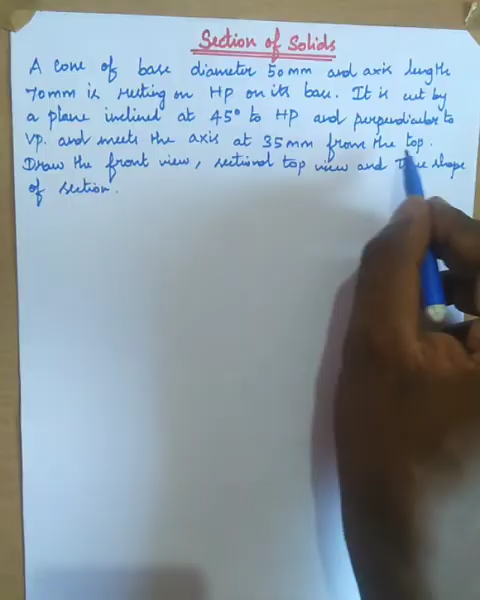 Section of Solids
A cone of base diameter 50mm and axis length
70mm is resting on HP on its base. It is cut by
a plane inclined at 45° to HP and perpendicular to
VP. and meets the axis at 35mm from the top.
Draw the front view, sectional top view and True shape
of section.